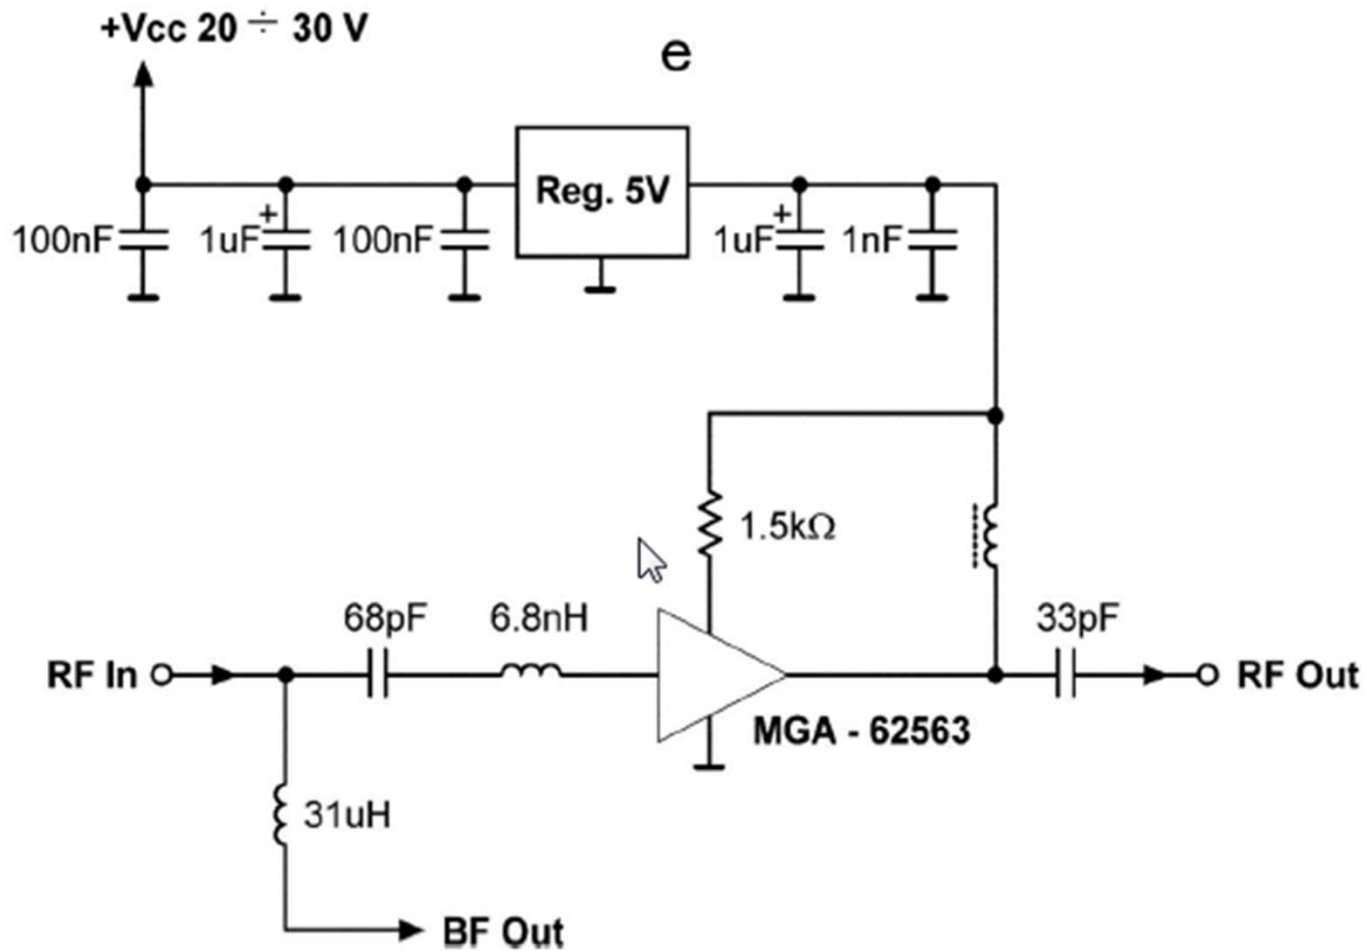 +Vcc 20 ÷ 30 V
e
Reg. 5V
100nF
+
1uF
100nF
+
1uF
1nF
1.5kΩ
68pF
6.8nH
33pF
RF In
RF Out
MGA - 62563
31uH
BF Out